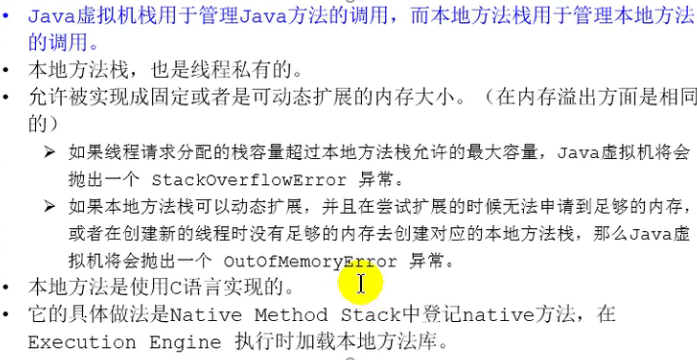 • Java虚拟机栈用于管理Java方法的调用，而本地方法栈用于管理本地方法
的调用。
• 本地方法栈，也是线程私有的。
• 允许被实现成固定或者是可动态扩展的内存大小。（在内存溢出方面是相同
的）
➢ 如果线程请求分配的栈容量超过本地方法栈允许的最大容量，Java虚拟机将会
抛出一个 StackOverflowError 异常。
➢ 如果本地方法栈可以动态扩展，并且在尝试扩展的时候无法申请到足够的内存，
或者在创建新的线程时没有足够的内存去创建对应的本地方法栈，那么Java虚
拟机将会抛出一个 OutOfMemoryError 异常。
• 本地方法是使用C语言实现的。
• 它的具体做法是Native Method Stack中登记native方法，在
Execution Engine 执行时加载本地方法库。